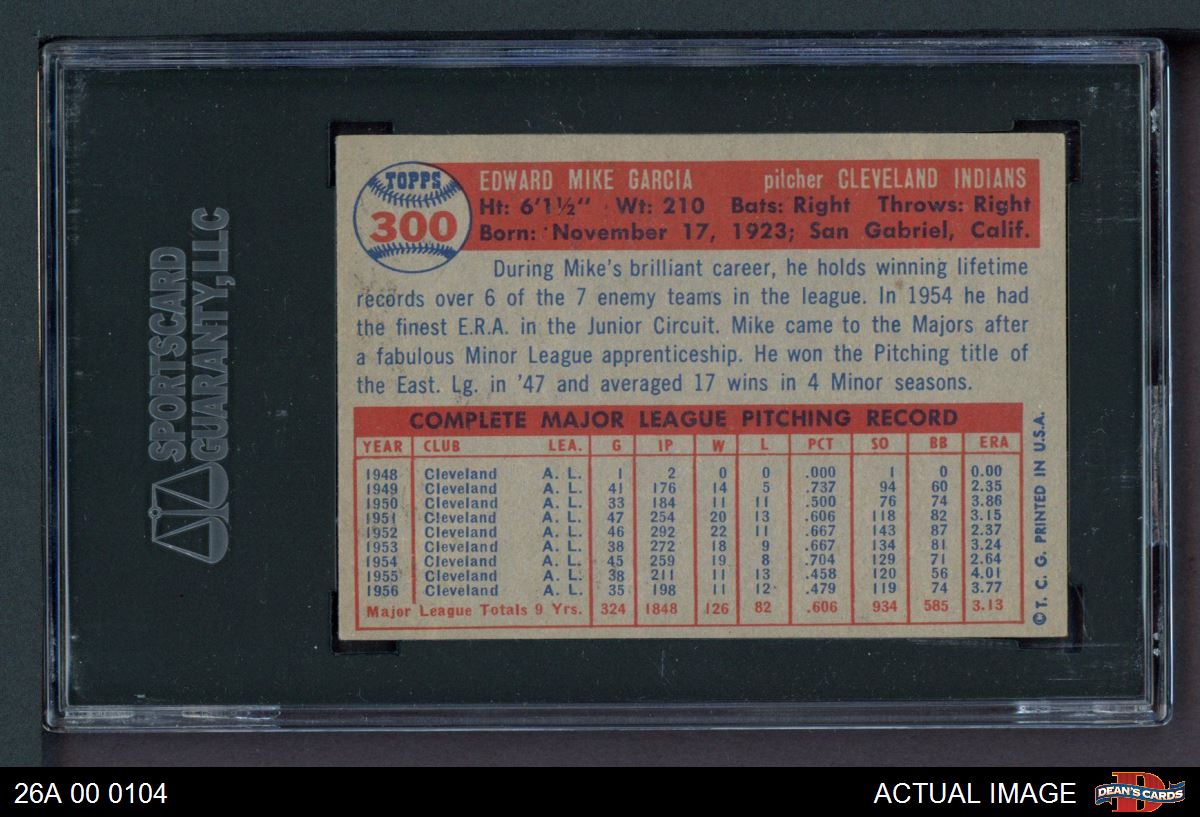 SPORTSCARD
GUARANTY, LLC
TOPPS
300
EDWARD MIKE GARCIA pitcher CLEVELAND INDIANS
Ht: 6'1½" Wt: 210 Bats: Right Throws: Right
Born: November 17, 1923; San Gabriel, Calif.
During Mike's brilliant career, he holds winning lifetime
records over 6 of the 7 enemy teams in the league. In 1954 he had
the finest E.R.A. in the Junior Circuit. Mike came to the Majors after
a fabulous Minor League apprenticeship. He won the Pitching title of
the East. Lg. in '47 and averaged 17 wins in 4 Minor seasons.
COMPLETE MAJOR LEAGUE PITCHING RECORD
YEAR CLUB LEA. G IP W L PCT SO BB ERA
1948 Cleveland A. L. 1 2 0 0 .000 1 0 0.00
1949 Cleveland A. L. 41 176 14 5 .737 94 60 2.35
1950 Cleveland A. L. 33 184 11 11 .500 76 74 3.86
1951 Cleveland A. L. 47 254 20 13 .606 118 82 3.15
1952 Cleveland A. L. 46 292 22 11 .667 143 87 2.37
1953 Cleveland A. L. 38 272 18 9 .667 134 81 3.24
1954 Cleveland A. L. 45 259 19 8 .704 129 71 2.64
1955 Cleveland A. L. 38 211 11 13 .458 120 56 4.01
1956 Cleveland A. L. 35 198 11 12 .479 119 74 3.77
Major League Totals 9 Yrs. 324 1848 126 82 .606 934 585 3.13
©T. C. G. PRINTED IN U.S.A.
26A 00 0104
ACTUAL IMAGE
DEAN'S CARDS